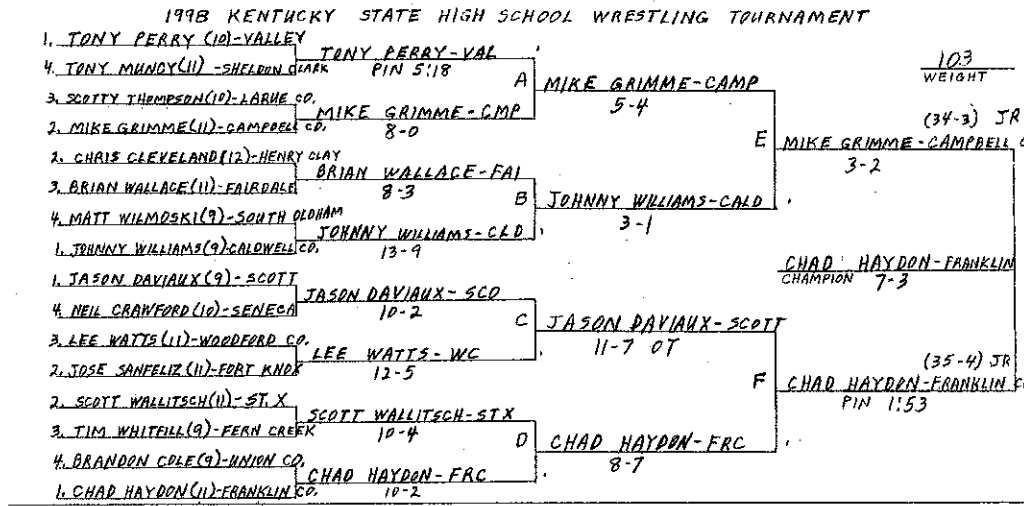 1998 KENTUCKY STATE HIGH SCHOOL WRESTLING TOURNAMENT
103
WEIGHT
1. TONY PERRY (10)-VALLEY
4. TONY MUNCY(11) -SHELDON CLARK
3. SCOTTY THOMPSON(10)-LARUE CO.
2. MIKE GRIMME(11)-CAMPBELL CO.
2. CHRIS CLEVELAND(12)-HENRY CLAY
3. BRIAN WALLACE(11)-FAIRDALE
4. MATT WILMOSKI(9)-SOUTH OLDHAM
1. JOHNNY WILLIAMS(9)-CALDWELL CO.
1. JASON DAVIAUX(9)-SCOTT
4. NEIL CRAWFORD(10)-SENECA
3. LEE WATTS(11)-WOODFORD CO.
2. JOSE SANFELIZ(11)-FORT KNOX
2. SCOTT WALLITSCH(11)-ST. X
3. TIM WHITFILL(9)-FERN CREEK
4. BRANDON COLE(9)-UNION CO.
1. CHAD HAYDON(11)-FRANKLIN CO.
TONY PERRY-VAL
PIN 5:18
A
MIKE GRIMME-CMP
8-0
BRIAN WALLACE-FAI
8-3
B
JOHNNY WILLIAMS-CLD
13-9
JASON DAVIAUX-SCO
10-2
C
LEE WATTS-WC
12-5
SCOTT WALLITSCH-STX
10-4
D
CHAD HAYDON-FRC
10-2
MIKE GRIMME-CAMP
5-4
E
JOHNNY WILLIAMS-CALD
3-1
JASON DAVIAUX-SCOTT
11-7 OT
F
CHAD HAYDON-FRC
8-7
(34-3) JR
MIKE GRIMME-CAMPBELL C
3-2
CHAD HAYDON-FRANKLIN
CHAMPION 7-3
(35-4) JR
CHAD HAYDON-FRANKLIN CO
PIN 1:53